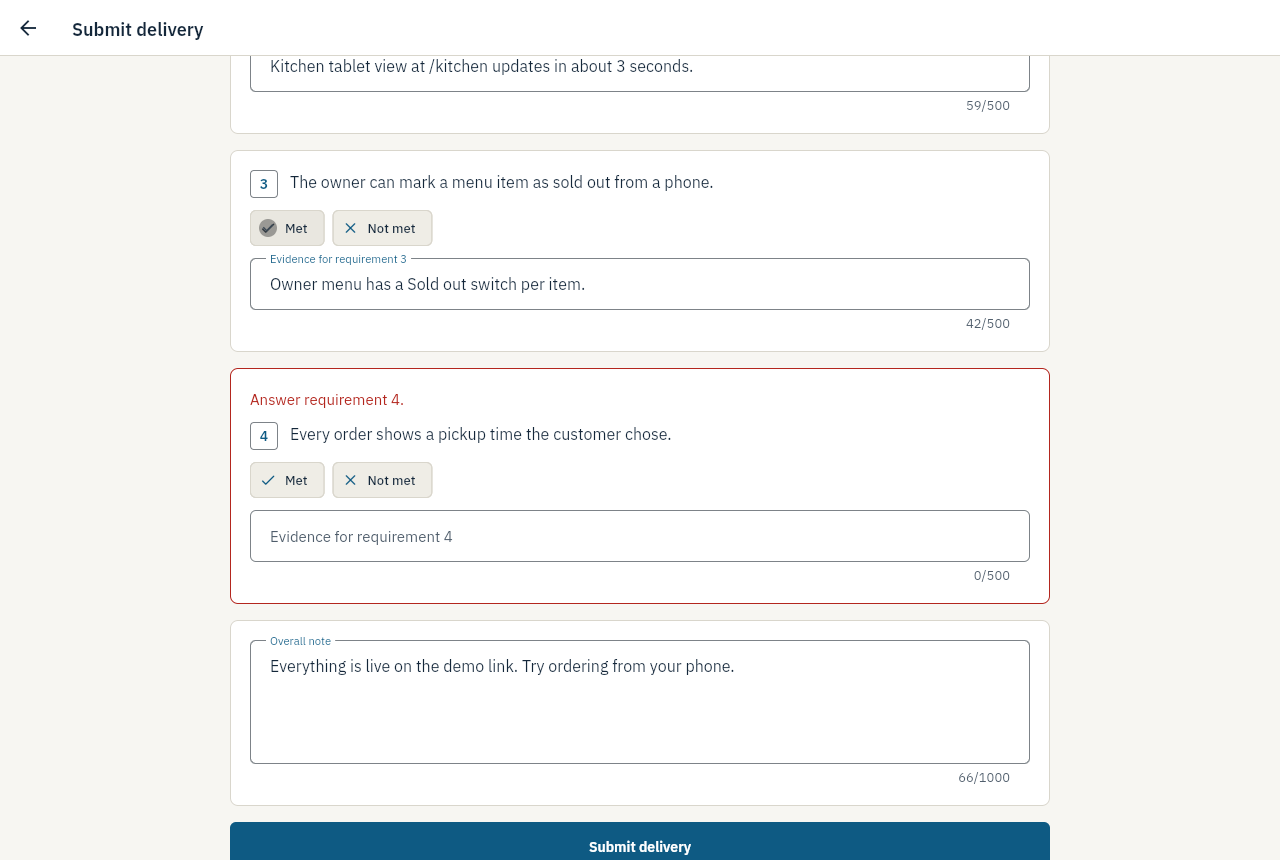 Submit delivery
Kitchen tablet view at /kitchen updates in about 3 seconds.
59/500
3 The owner can mark a menu item as sold out from a phone.
Met Not met
Evidence for requirement 3
Owner menu has a Sold out switch per item.
42/500
Answer requirement 4.
4 Every order shows a pickup time the customer chose.
Met Not met
Evidence for requirement 4
0/500
Overall note
Everything is live on the demo link. Try ordering from your phone.
66/1000
Submit delivery